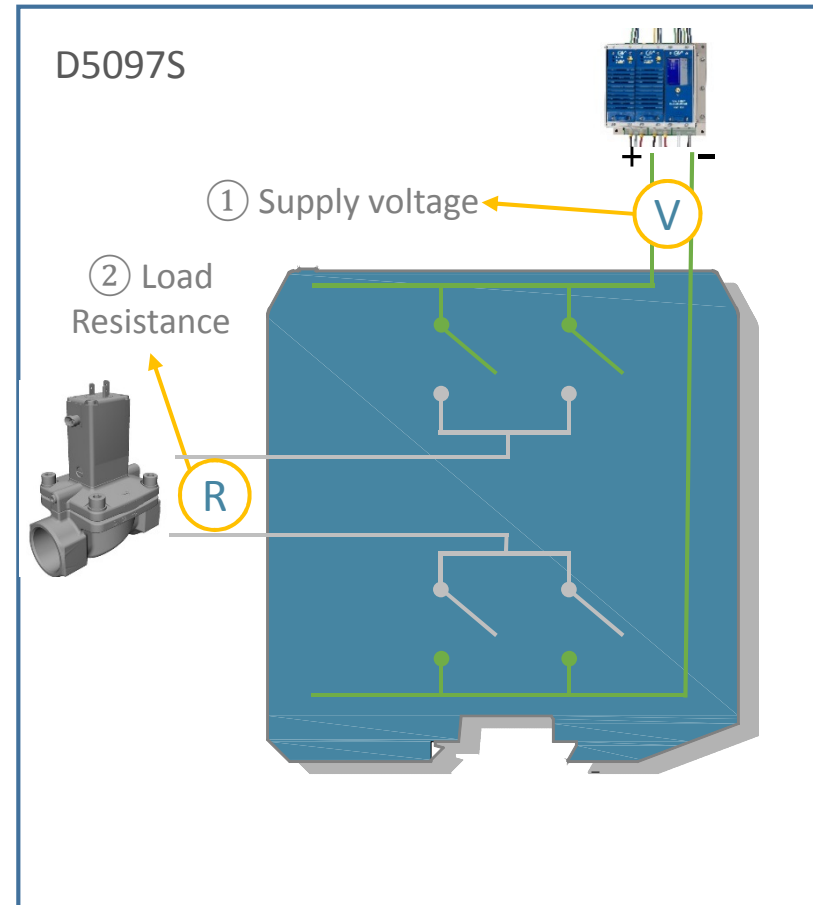 D5097S
+ -
① Supply voltage
V
② Load
Resistance
R